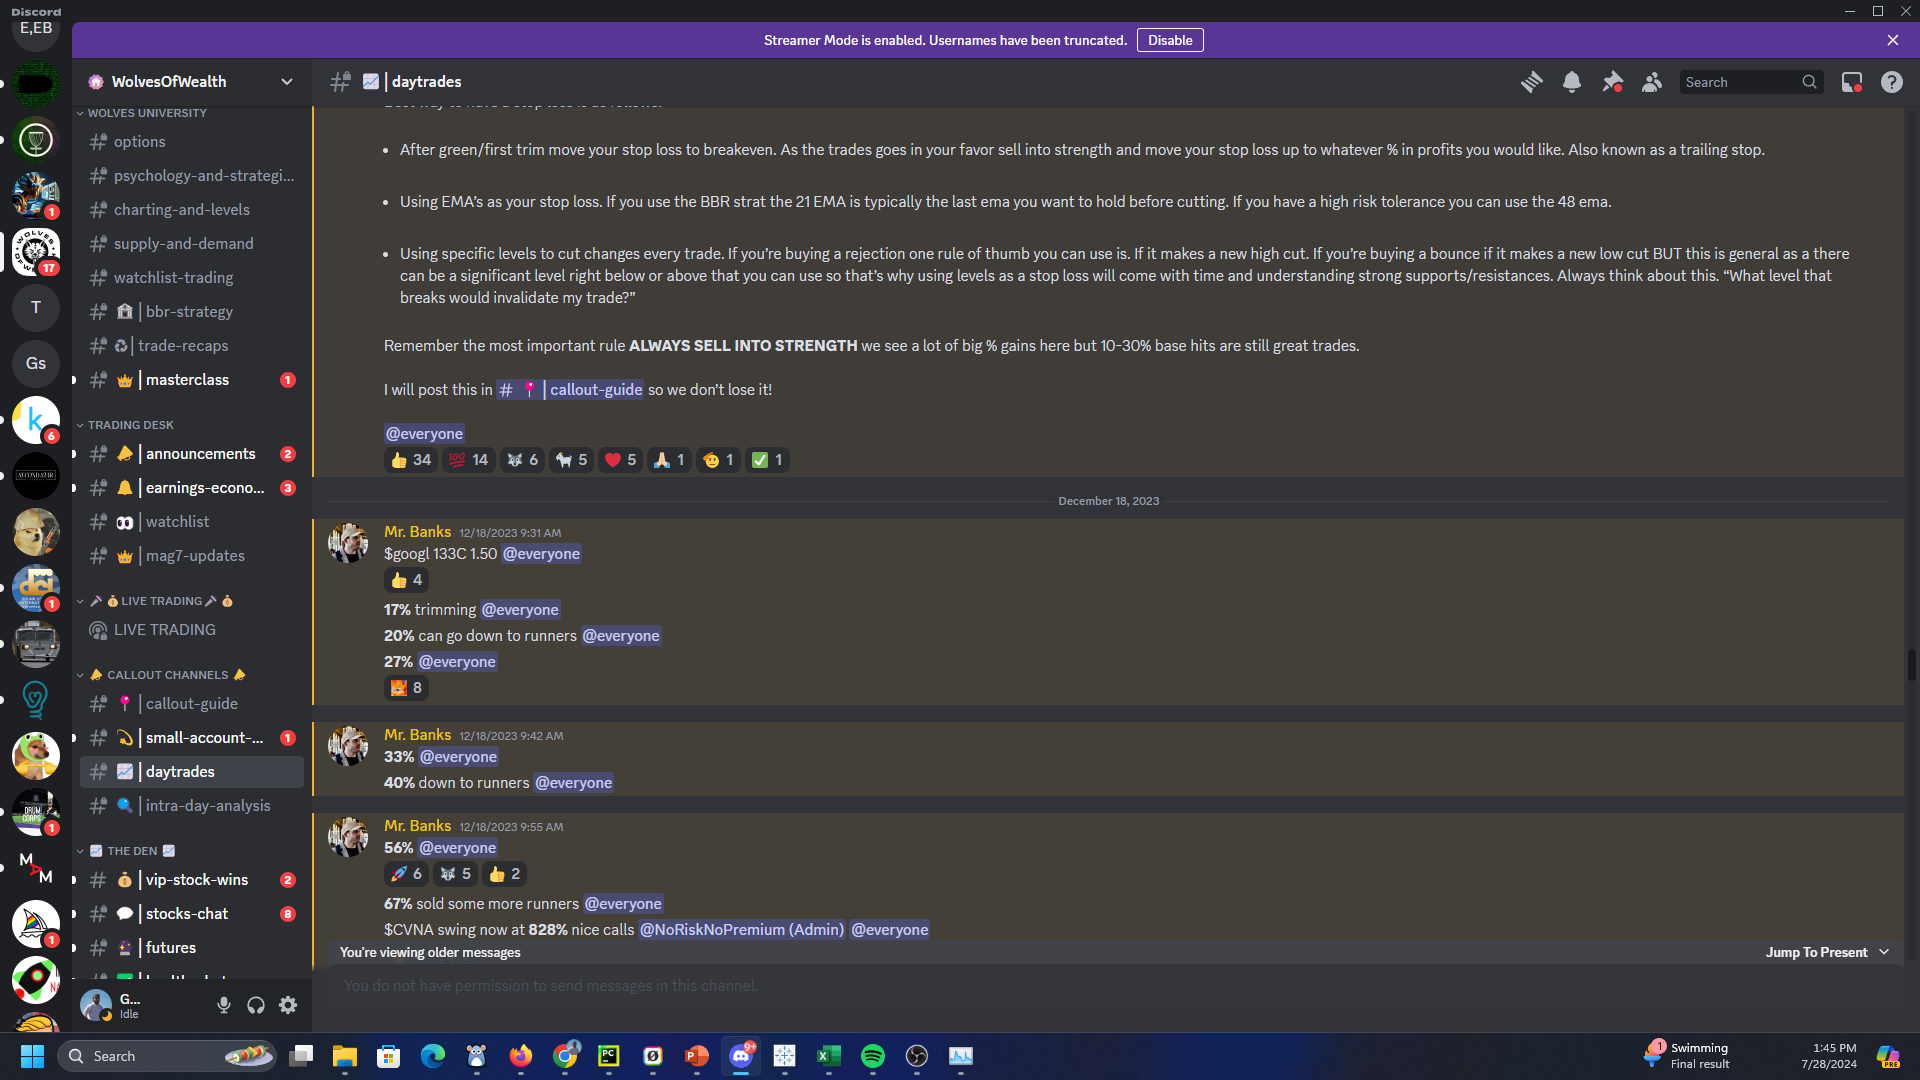 Discord
E,EB
Streamer Mode is enabled. Usernames have been truncated.
Disable
WolvesOfWealth
| daytrades
Search
WOLVES UNIVERSITY
options
psychology-and-strategi...
charting-and-levels
supply-and-demand
watchlist-trading
| bbr-strategy
| trade-recaps
| masterclass
1
TRADING DESK
| announcements
2
| earnings-econo...
3
| watchlist
| mag7-updates
LIVE TRADING
LIVE TRADING
CALLOUT CHANNELS
| callout-guide
| small-account-...
1
| daytrades
| intra-day-analysis
THE DEN
| vip-stock-wins
2
| stocks-chat
8
| futures
G...
Idle
1
17
T
Gs
k
6
SECOND STAR
dci
1
DRUM CORPS
1
M A M
1
• After green/first trim move your stop loss to breakeven. As the trades goes in your favor sell into strength and move your stop loss up to whatever % in profits you would like. Also known as a trailing stop.
• Using EMA's as your stop loss. If you use the BBR strat the 21 EMA is typically the last ema you want to hold before cutting. If you have a high risk tolerance you can use the 48 ema.
• Using specific levels to cut changes every trade. If you're buying a rejection one rule of thumb you can use is. If it makes a new high cut. If you're buying a bounce if it makes a new low cut BUT this is general as a there
can be a significant level right below or above that you can use so that's why using levels as a stop loss will come with time and understanding strong supports/resistances. Always think about this. “What level that
breaks would invalidate my trade?”
Remember the most important rule ALWAYS SELL INTO STRENGTH we see a lot of big % gains here but 10-30% base hits are still great trades.
I will post this in # | callout-guide so we don't lose it!
@everyone
34 14 6 5 5 1 1 1
December 18, 2023
Mr. Banks 12/18/2023 9:31 AM
$googl 133C 1.50 @everyone
4
17% trimming @everyone
20% can go down to runners @everyone
27% @everyone
8
Mr. Banks 12/18/2023 9:42 AM
33% @everyone
40% down to runners @everyone
Mr. Banks 12/18/2023 9:55 AM
56% @everyone
6 5 2
67% sold some more runners @everyone
$CVNA swing now at 828% nice calls @NoRiskNoPremium (Admin) @everyone
You're viewing older messages
Jump To Present
You do not have permission to send messages in this channel.
Search
PC
9+
1
Swimming
Final result
1:45 PM
7/28/2024
PRE